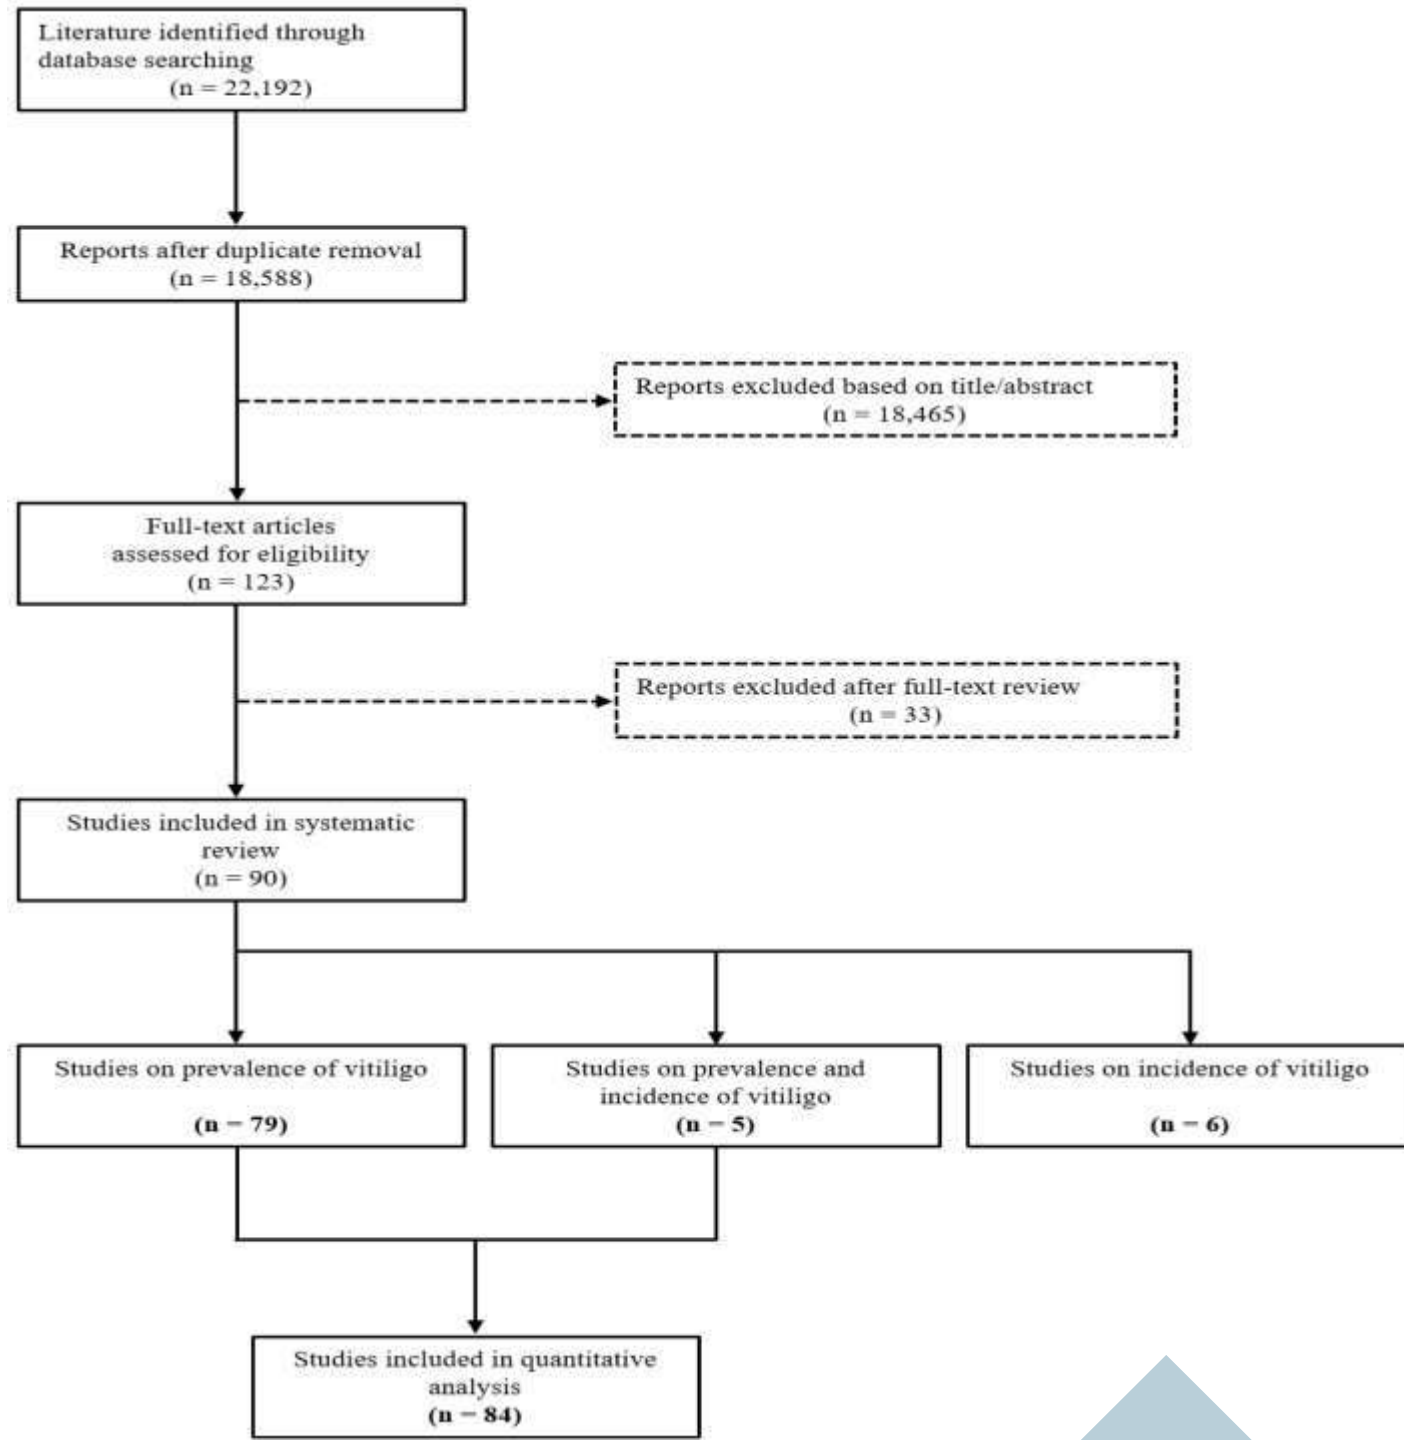 Literature identified through
database searching
(n = 22,192)
Reports after duplicate removal
(n = 18,588)
Reports excluded based on title/abstract
(n = 18,465)
Full-text articles
assessed for eligibility
(n = 123)
Reports excluded after full-text review
(n = 33)
Studies included in systematic
review
(n = 90)
Studies on prevalence of vitiligo
(n − 79)
Studies on prevalence and
incidence of vitiligo
(n − 5)
Studies on incidence of vitiligo
(n − 6)
Studies included in quantitative
analysis
(n − 84)